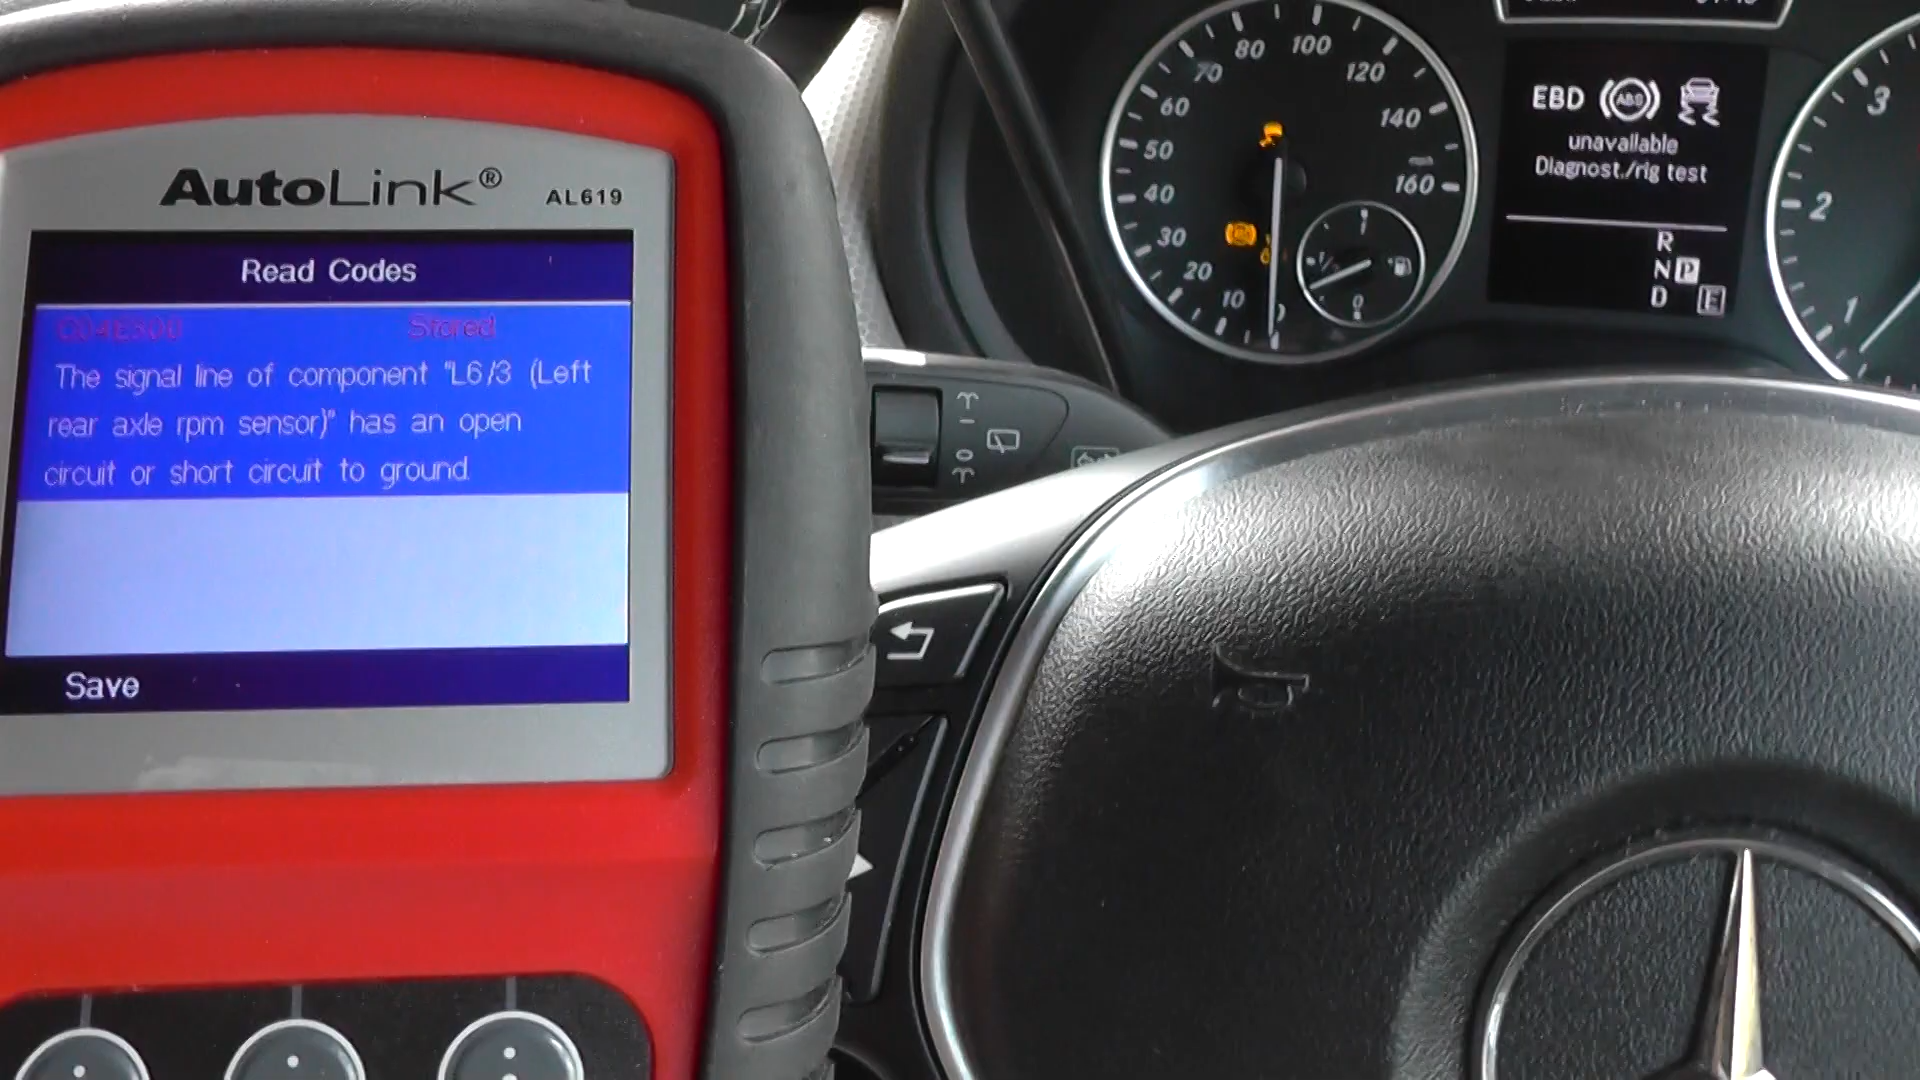 AutoLink®
AL619
Read Codes
Stored
The signal line of component "L6/3 (Left
rear axle rpm sensor)" has an open
circuit or short circuit to ground.
Save
10
20
30
40
50
60
70
80
100
120
140
160
0
EBD ABS
unavailable
Diagnost./rig test
R
N P
D E
1
2
3